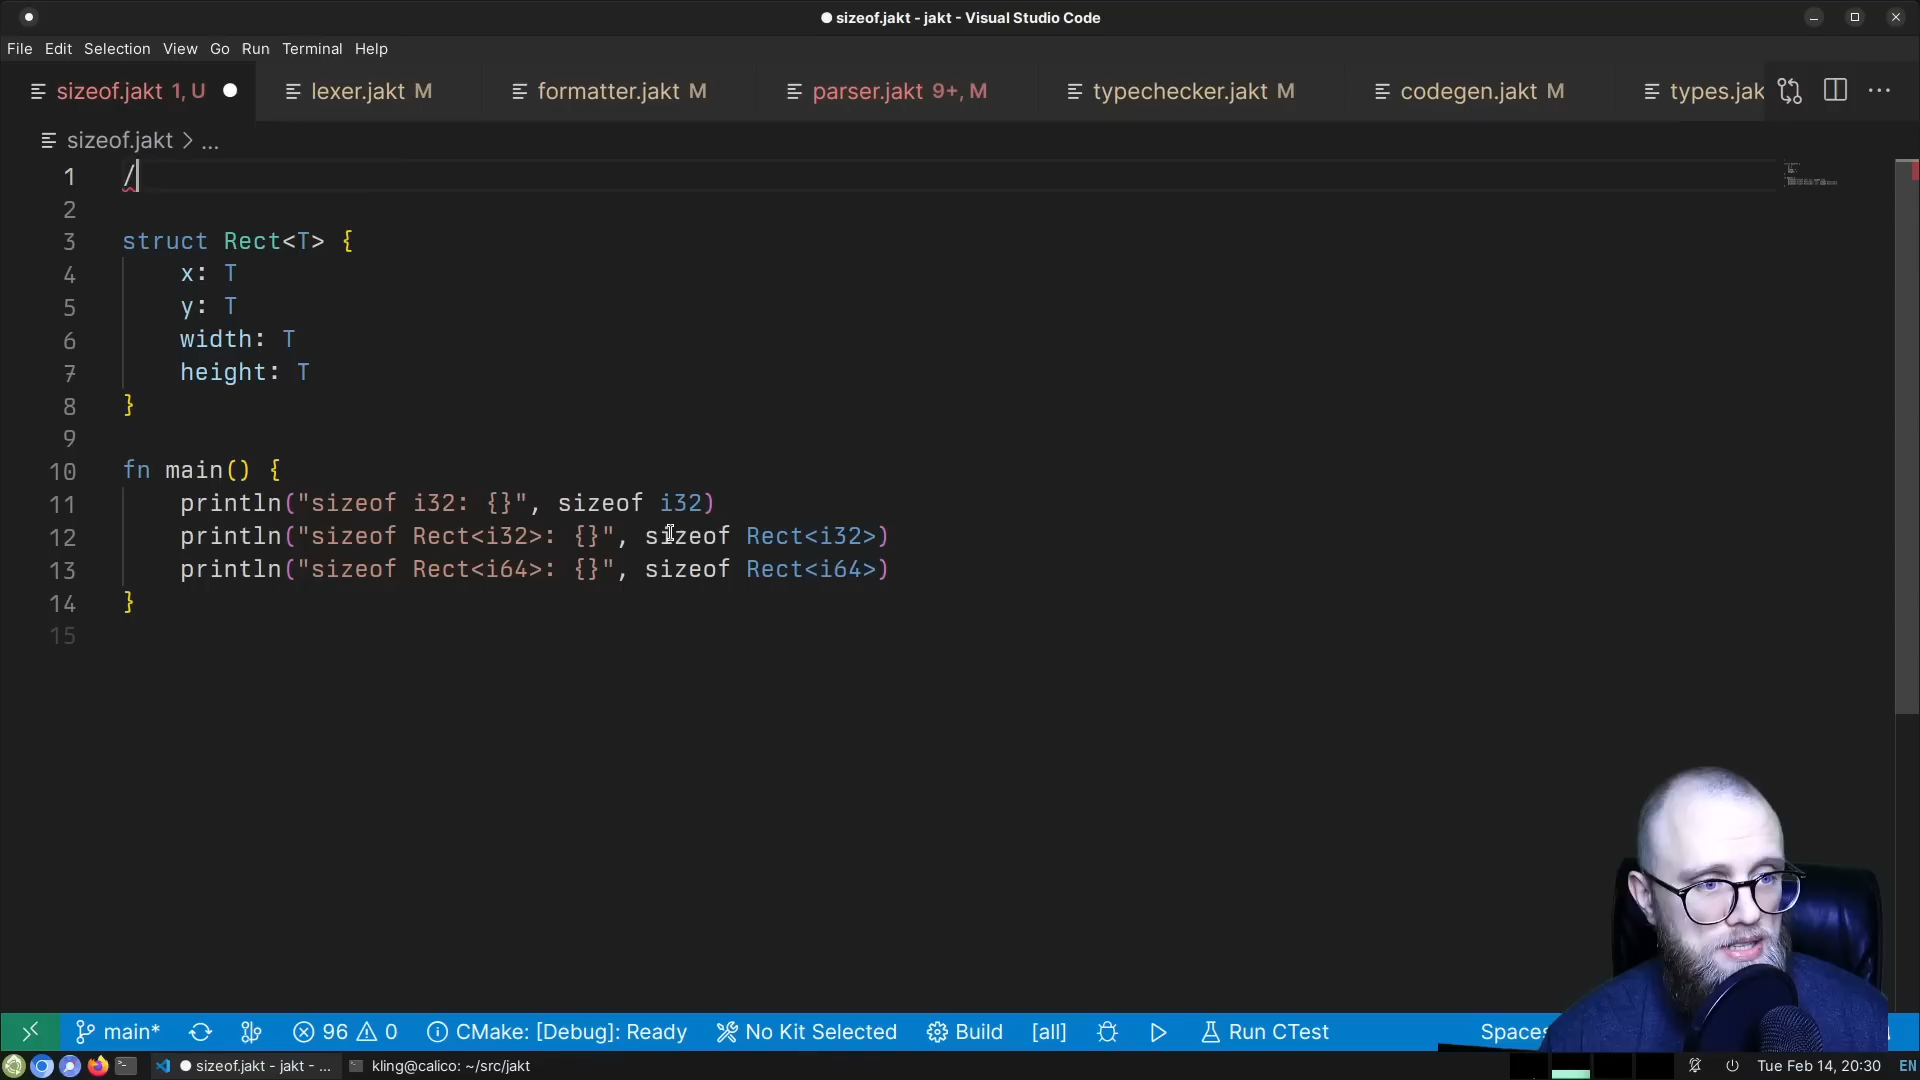 sizeof.jakt - jakt - Visual Studio Code
File Edit Selection View Go Run Terminal Help
sizeof.jakt 1, U lexer.jakt M formatter.jakt M parser.jakt 9+, M typechecker.jakt M codegen.jakt M types.jak
sizeof.jakt > ...
1 /
2
3 struct Rect<T> {
4 x: T
5 y: T
6 width: T
7 height: T
8 }
9
10 fn main() {
11 println("sizeof i32: {}", sizeof i32)
12 println("sizeof Rect<i32>: {}", sizeof Rect<i32>)
13 println("sizeof Rect<i64>: {}", sizeof Rect<i64>)
14 }
15
main* 96 0 CMake: [Debug]: Ready No Kit Selected Build [all] Run CTest Spaces
sizeof.jakt - jakt - ... kling@calico: ~/src/jakt Tue Feb 14, 20:30 EN